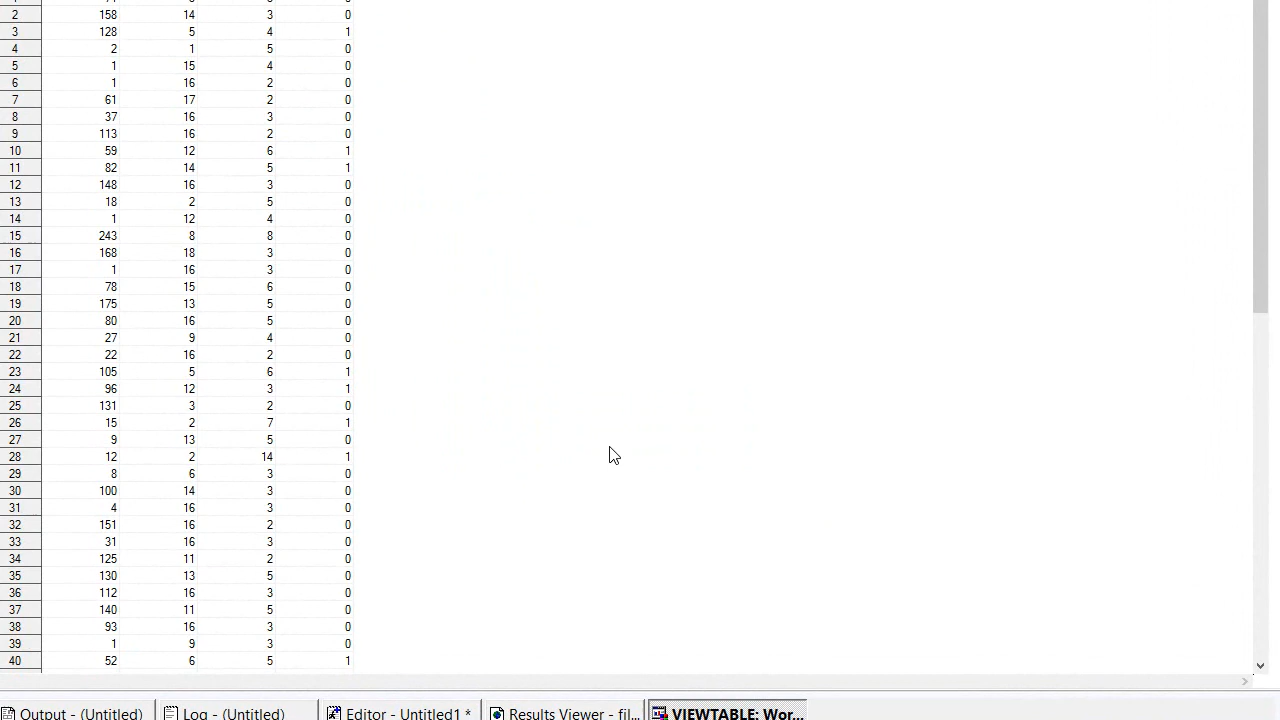 2 158 14 3 0
3 128 5 4 1
4 2 1 5 0
5 1 15 4 0
6 1 16 2 0
7 61 17 2 0
8 37 16 3 0
9 113 16 2 0
10 59 12 6 1
11 82 14 5 1
12 148 16 3 0
13 18 2 5 0
14 1 12 4 0
15 243 8 8 0
16 168 18 3 0
17 1 16 3 0
18 78 15 6 0
19 175 13 5 0
20 80 16 5 0
21 27 9 4 0
22 22 16 2 0
23 105 5 6 1
24 96 12 3 1
25 131 3 2 0
26 15 2 7 1
27 9 13 5 0
28 12 2 14 1
29 8 6 3 0
30 100 14 3 0
31 4 16 3 0
32 151 16 2 0
33 31 16 3 0
34 125 11 2 0
35 130 13 5 0
36 112 16 3 0
37 140 11 5 0
38 93 16 3 0
39 1 9 3 0
40 52 6 5 1
Output - (Untitled) Log - (Untitled) Editor - Untitled1 * Results Viewer - fil... VIEWTABLE: Wor...